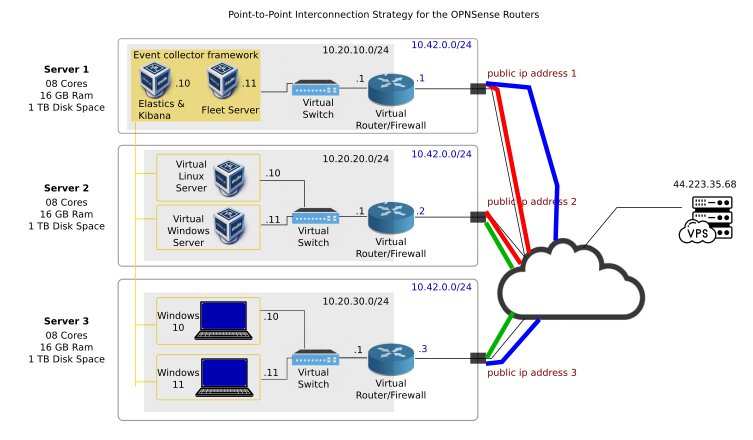 Point-to-Point Interconnection Strategy for the OPNSense Routers
Server 1
08 Cores
16 GB Ram
1 TB Disk Space
Event collector framework
10.20.10.0/24
10.42.0.0/24
.10
.11
Elastics &
Kibana
Fleet Server
Virtual
Switch
.1
.1
Virtual
Router/Firewall
public ip address 1
Server 2
08 Cores
16 GB Ram
1 TB Disk Space
10.20.20.0/24
10.42.0.0/24
Virtual
Linux
Server
.10
Virtual
Windows
Server
.11
Virtual
Switch
.1
.2
Virtual
Router/Firewall
public ip address 2
44.223.35.68
VPS
Server 3
08 Cores
16 GB Ram
1 TB Disk Space
10.20.30.0/24
10.42.0.0/24
Windows
10
.10
Windows
11
.11
Virtual
Switch
.1
.3
Virtual
Router/Firewall
public ip address 3